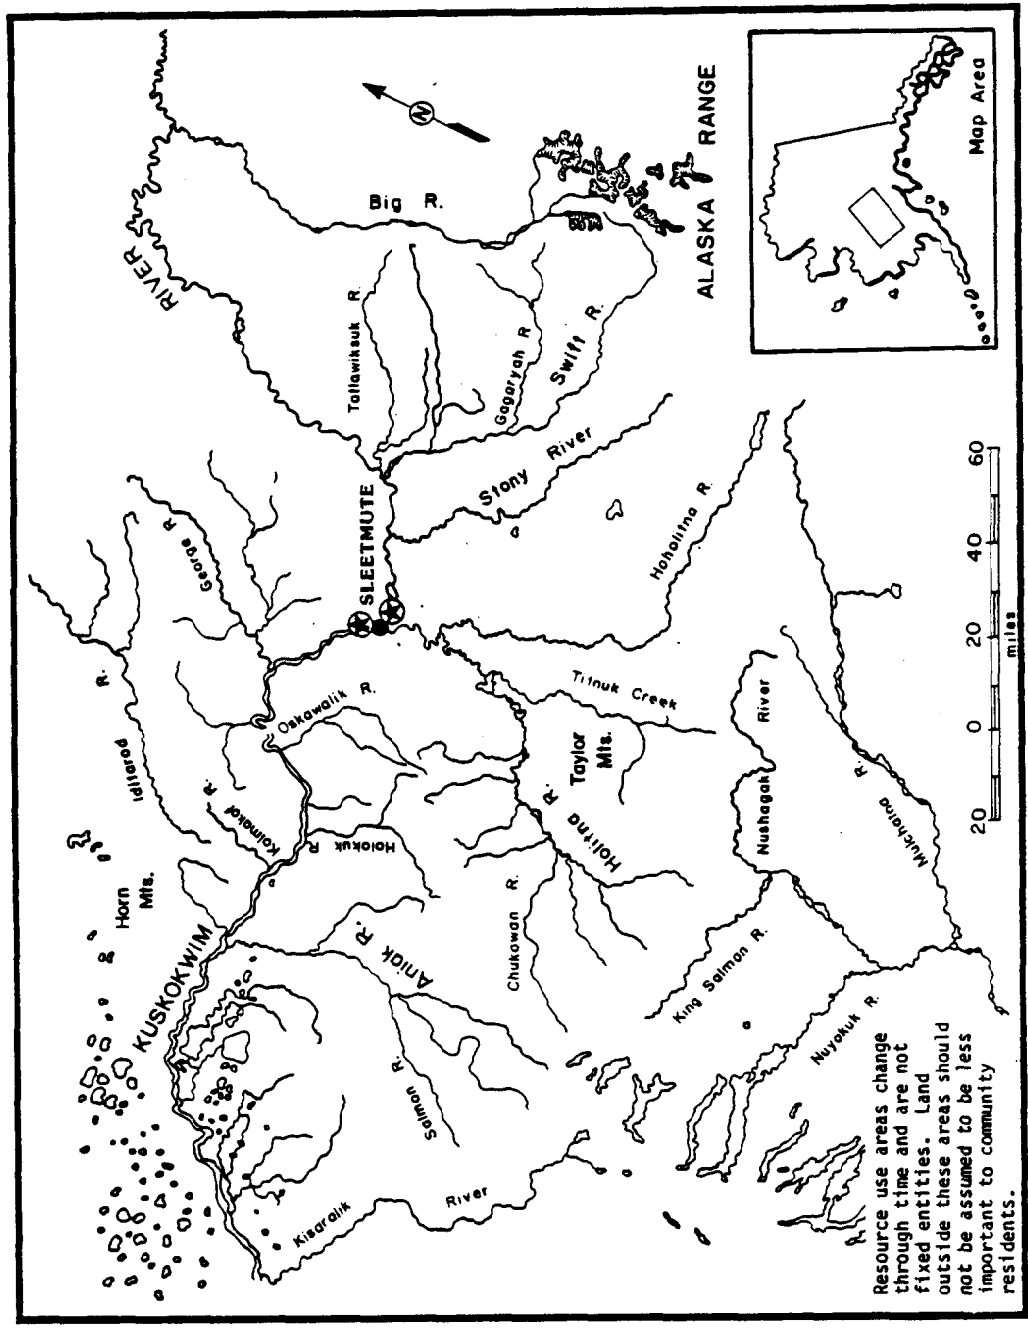 KUSKOKWIM
RIVER
Iditarod R.
Horn
Mts.
Kolmakof R.
George R
Oskawalik R.
Holokuk R
SLEETMUTE
Tatlawiksuk R.
Big R.
N
ALASKA RANGE
Gagaryah R
Swift R.
Stony River
Hoholitna R.
Titnuk Creek
Taylor
Mts.
Holitna R.
Chukowan R.
Aniak R.
Salmon R.
Kisaralik River
King Salmon R.
Nushagak River
Nuyokuk R.
Mulchatna R.
Map Area
20 0 20 40 60
miles
Resource use areas change
through time and are not
fixed entities. Land
outside these areas should
not be assumed to be less
important to community
residents.